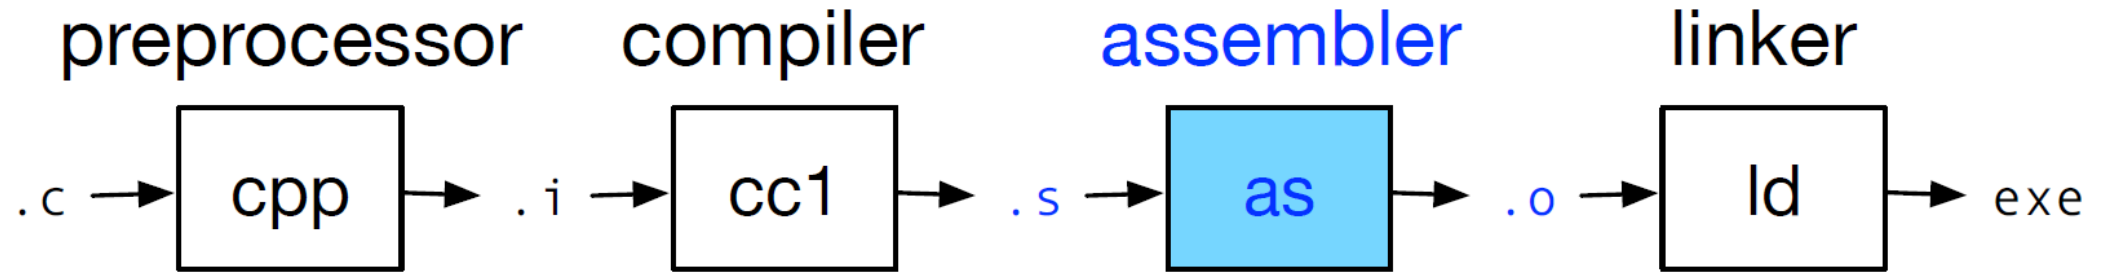 preprocessor compiler assembler linker
.c cpp .i cc1 .s as .o ld exe